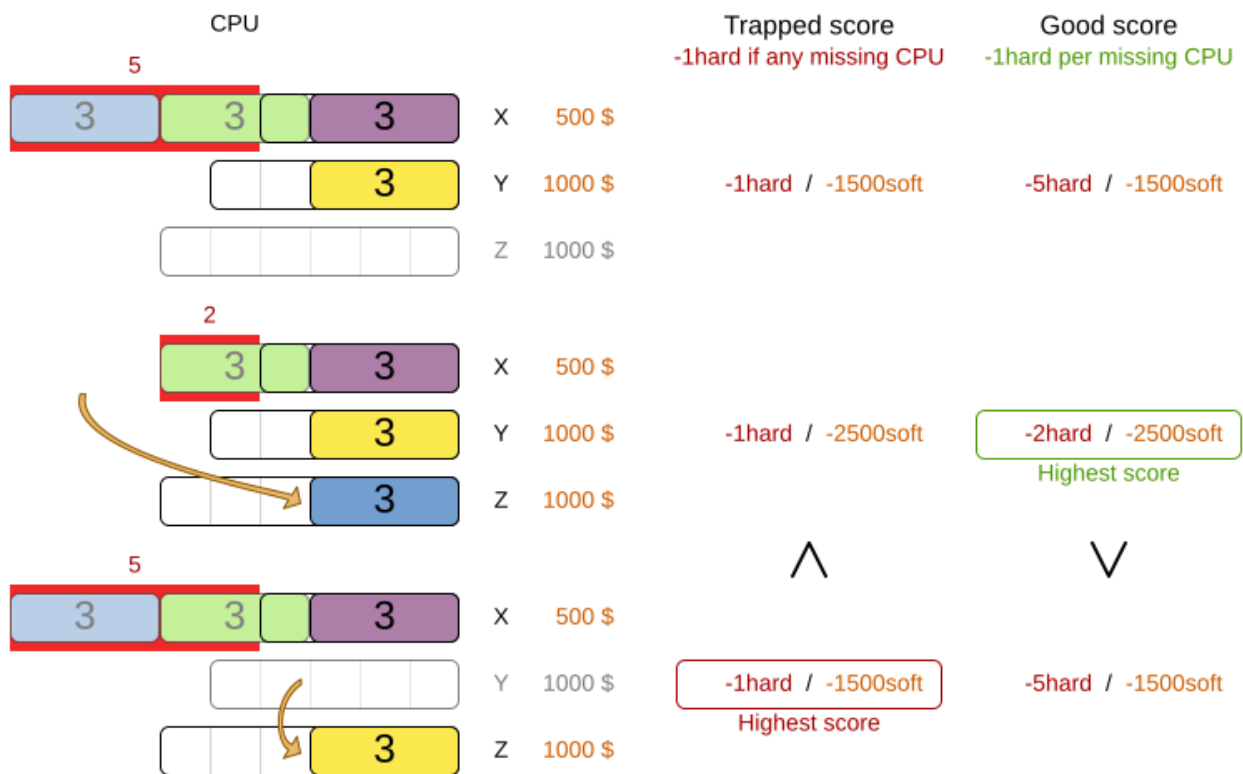 CPU Trapped score Good score
-1hard if any missing CPU -1hard per missing CPU
5
3 3 3 X 500 $
3 Y 1000 $ -1hard / -1500soft -5hard / -1500soft
Z 1000 $
2
3 3 X 500 $
3 Y 1000 $ -1hard / -2500soft -2hard / -2500soft
Highest score
3 Z 1000 $
5
3 3 3 X 500 $
Y 1000 $ -1hard / -1500soft -5hard / -1500soft
Highest score
3 Z 1000 $